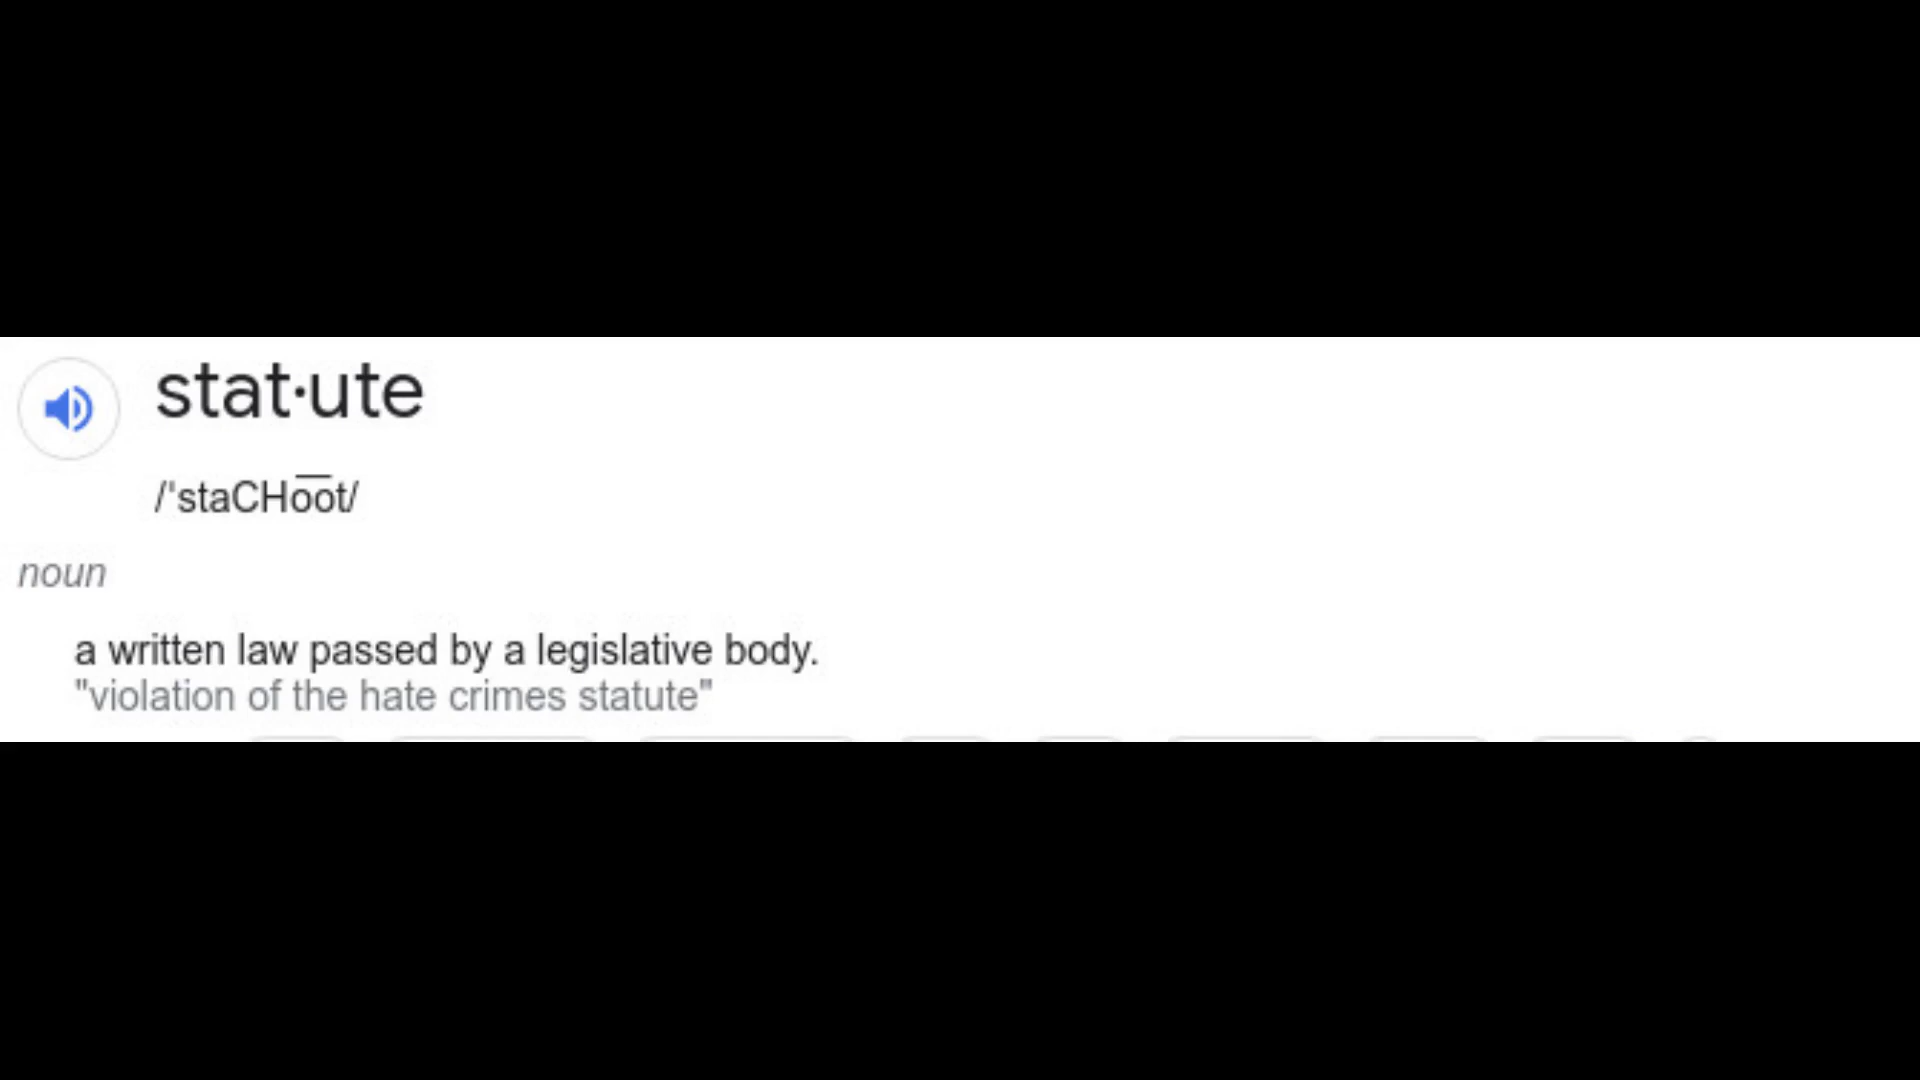 stat·ute
/ˈstaCHo͞ot/
noun
a written law passed by a legislative body.
"violation of the hate crimes statute"